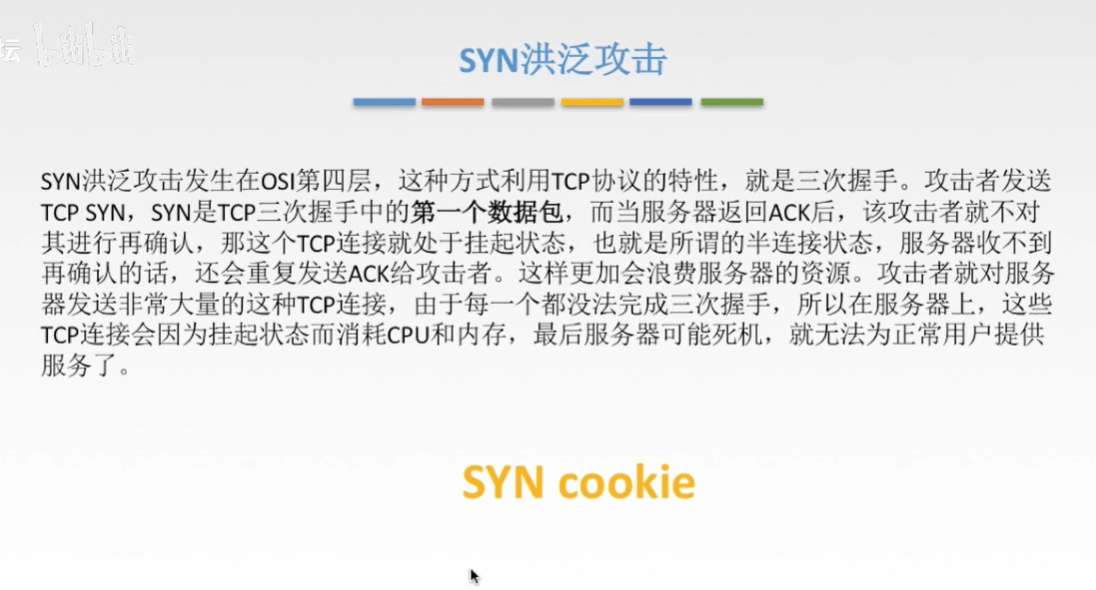 坛 bilibili
SYN洪泛攻击
SYN洪泛攻击发生在OSI第四层，这种方式利用TCP协议的特性，就是三次握手。攻击者发送
TCP SYN，SYN是TCP三次握手中的第一个数据包，而当服务器返回ACK后，该攻击者就不对
其进行再确认，那这个TCP连接就处于挂起状态，也就是所谓的半连接状态，服务器收不到
再确认的话，还会重复发送ACK给攻击者。这样更加会浪费服务器的资源。攻击者就对服务
器发送非常大量的这种TCP连接，由于每一个都没法完成三次握手，所以在服务器上，这些
TCP连接会因为挂起状态而消耗CPU和内存，最后服务器可能死机，就无法为正常用户提供
服务了。
SYN cookie